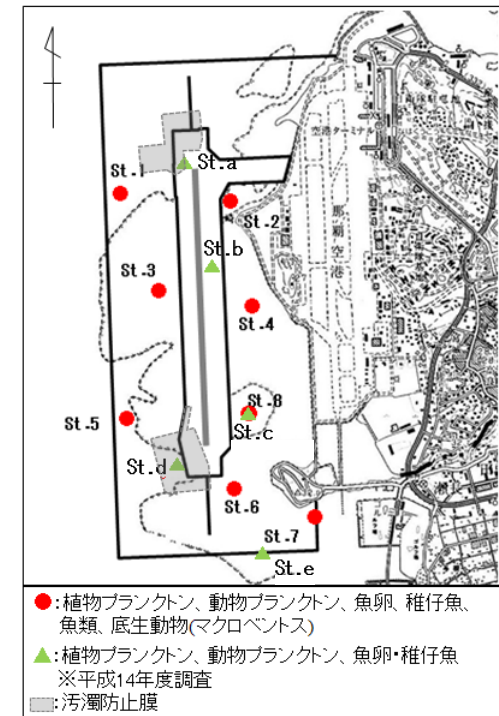 空港ターミナル
那覇空港
St.a
St.1
St.2
St.b
St.3
St.4
St.8
St.c
St.5
St.d
St.6
St.7
St.e
●:植物プランクトン、動物プランクトン、魚卵、稚仔魚、
魚類、底生動物(マクロベントス)
▲:植物プランクトン、動物プランクトン、魚卵・稚仔魚
※平成14年度調査
:汚濁防止膜